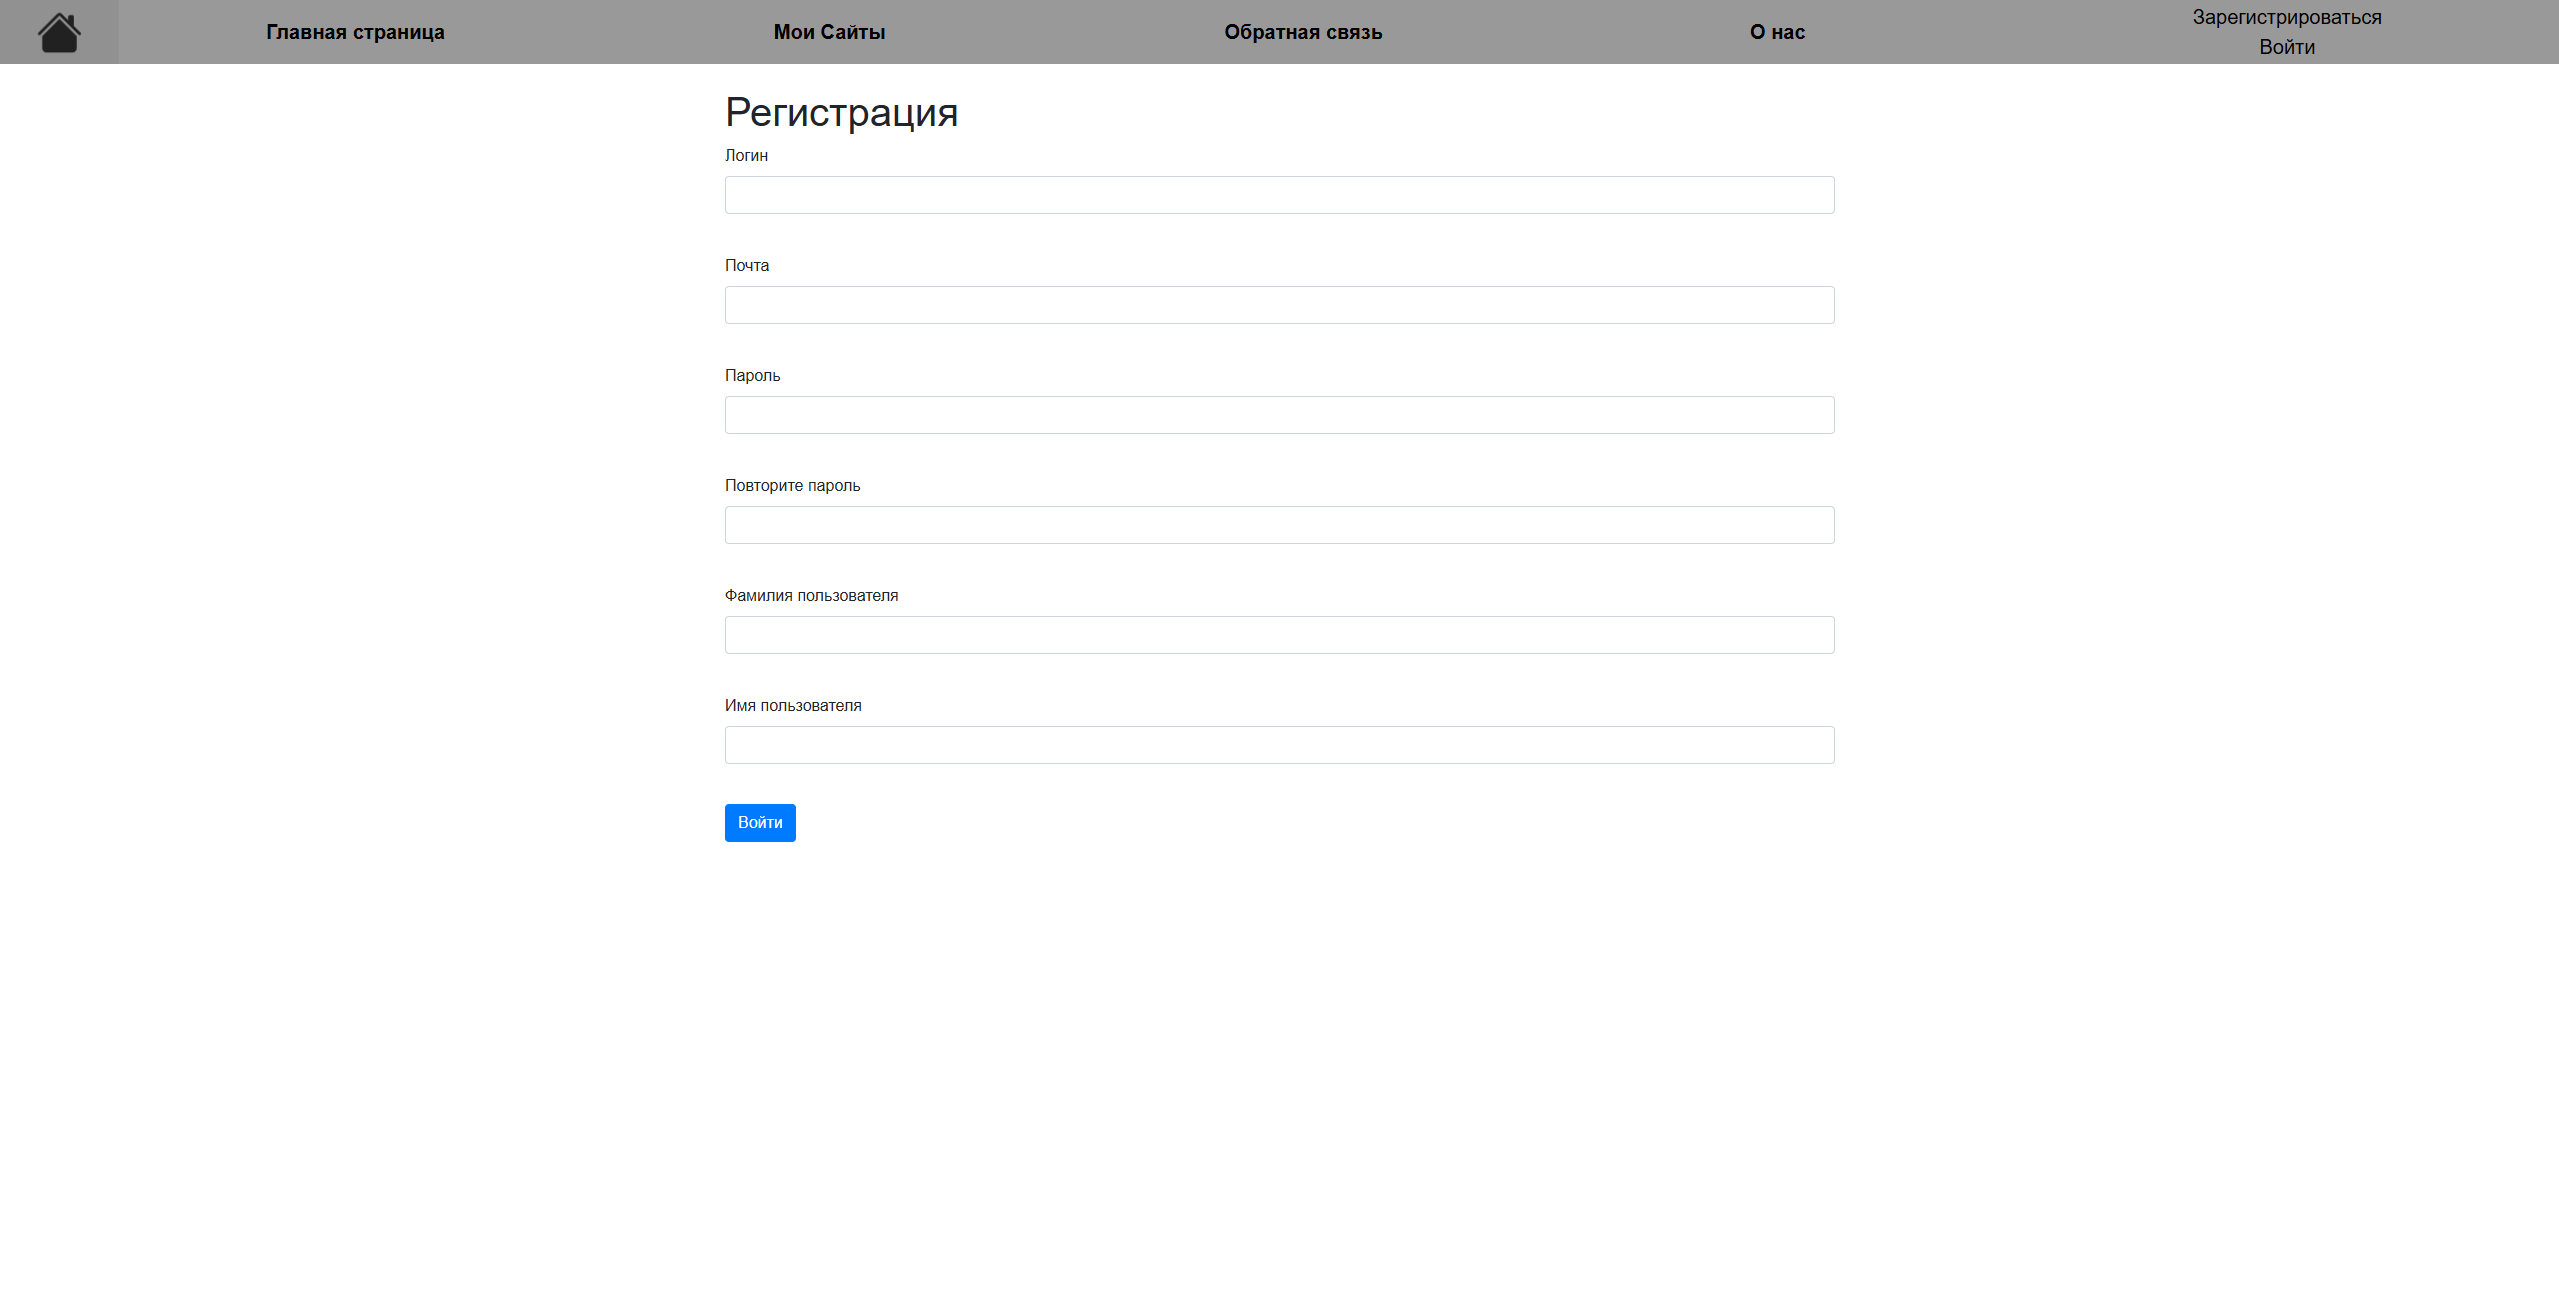 Главная страница
Мои Сайты
Обратная связь
О нас
Зарегистрироваться
Войти
Регистрация
Логин
Почта
Пароль
Повторите пароль
Фамилия пользователя
Имя пользователя
Войти